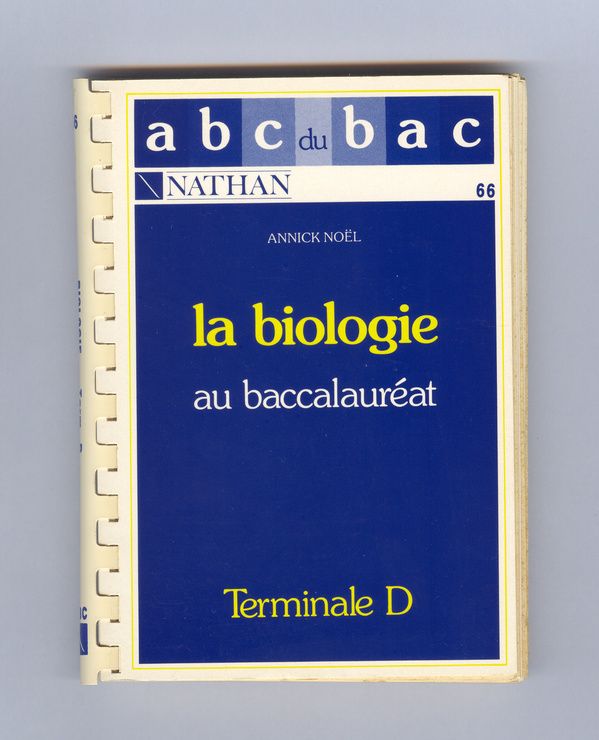 abc du bac
NATHAN
66
ANNICK NOËL
la biologie
au baccalauréat
Terminale D